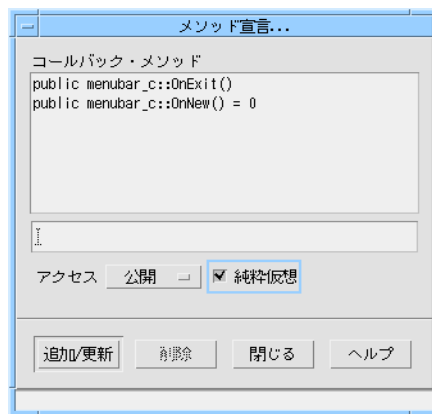 メソッド宣言...
コールバック・メソッド
public menubar_c::OnExit()
public menubar_c::OnNew() = 0
アクセス 公開 純粋仮想
追加/更新 削除 閉じる ヘルプ